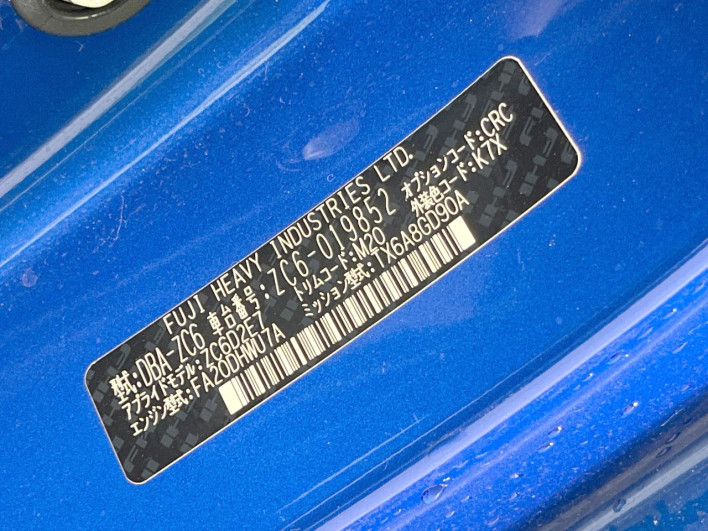 FUJI HEAVY INDUSTRIES LTD.
型式:DBA-ZC6 車台番号:ZC6-019852 オプションコード:CRC
アプライドモデル:ZC6D2EZ トリムコード:M20 外装色コード:K7X
エンジン型式:FA20DHWU7A ミッション型式:TX6A8GD90A